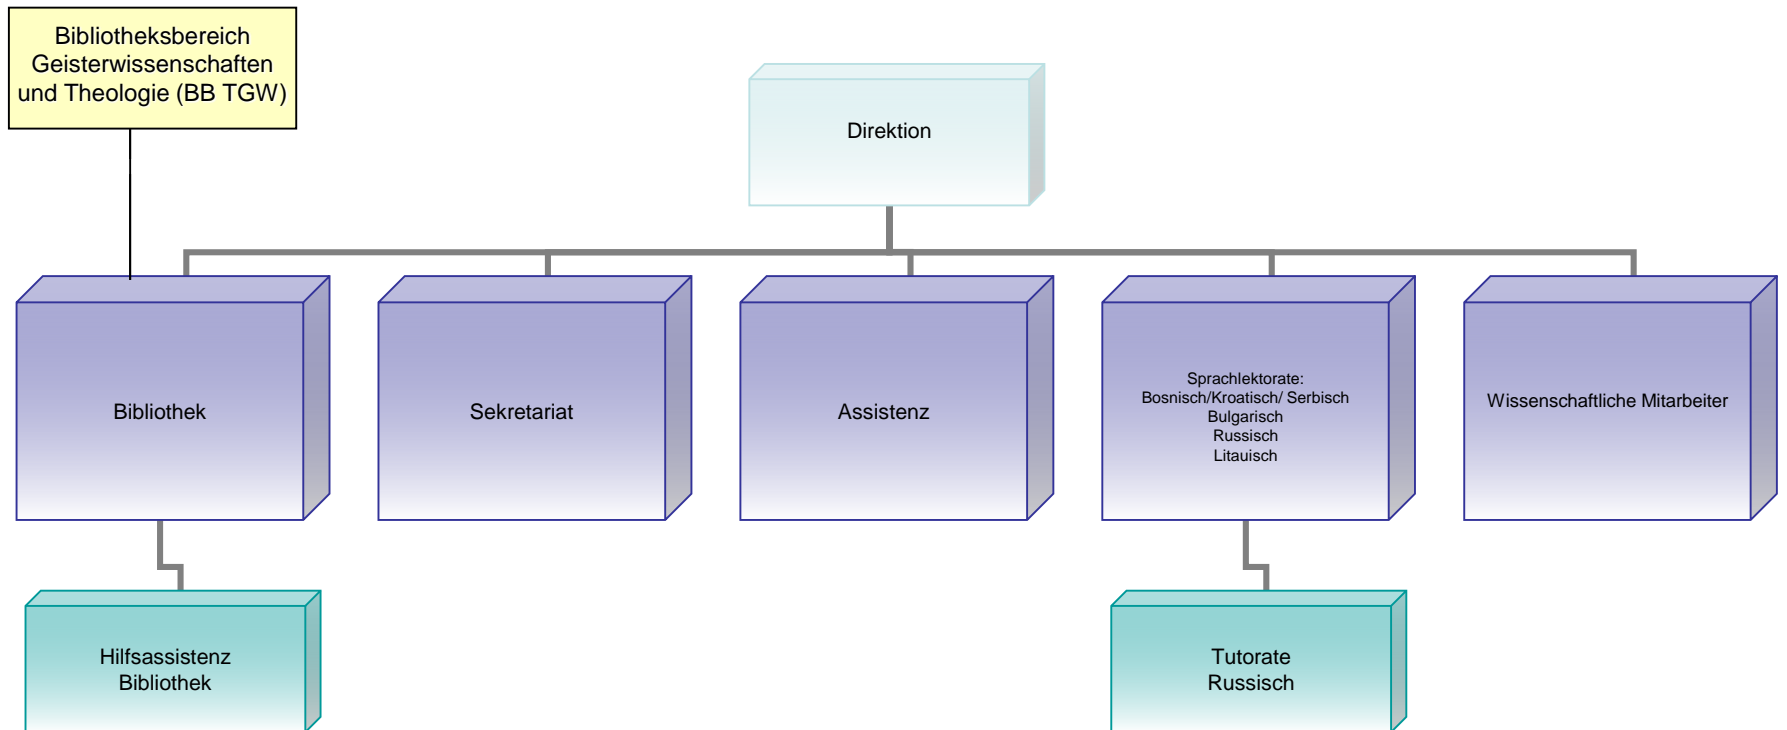 Bibliotheksbereich
Geisterwissenschaften
und Theologie (BB TGW)
Direktion
Bibliothek
Sekretariat
Assistenz
Sprachlektorate:
Bosnisch/Kroatisch/ Serbisch
Bulgarisch
Russisch
Litauisch
Wissenschaftliche Mitarbeiter
Hilfsassistenz
Bibliothek
Tutorate
Russisch